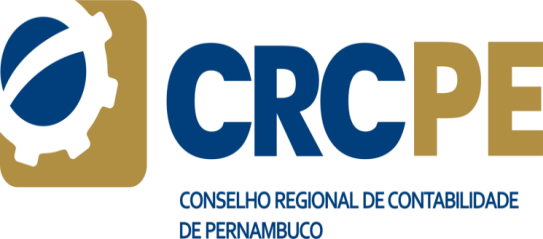 CRCPE
CONSELHO REGIONAL DE CONTABILIDADE
DE PERNAMBUCO